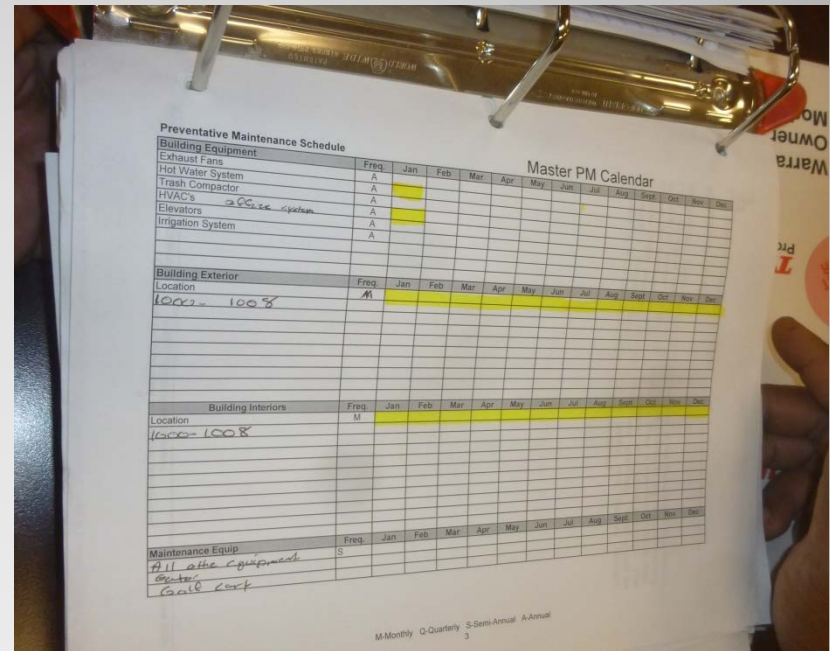 WORLD WIDE
PATENTED
Preventative Maintenance Schedule
Master PM Calendar
Building Equipment Freq. Jan Feb Mar Apr May Jun Jul Aug Sept Oct Nov Dec
Exhaust Fans A
Hot Water System A
Trash Compactor A
HVAC's office system A
Elevators A
Irrigation System A
Building Exterior Freq. Jan Feb Mar Apr May Jun Jul Aug Sept Oct Nov Dec
Location M
1000- 1008
Building Interiors Freq. Jan Feb Mar Apr May Jun Jul Aug Sept Oct Nov Dec
Location M
1000-1008
Maintenance Equip Freq. Jan Feb Mar Apr May Jun Jul Aug Sept Oct Nov Dec
All equipment S
Golf cart
M-Monthly Q-Quarterly S-Semi-Annual A-Annual
3
Warra
Owner